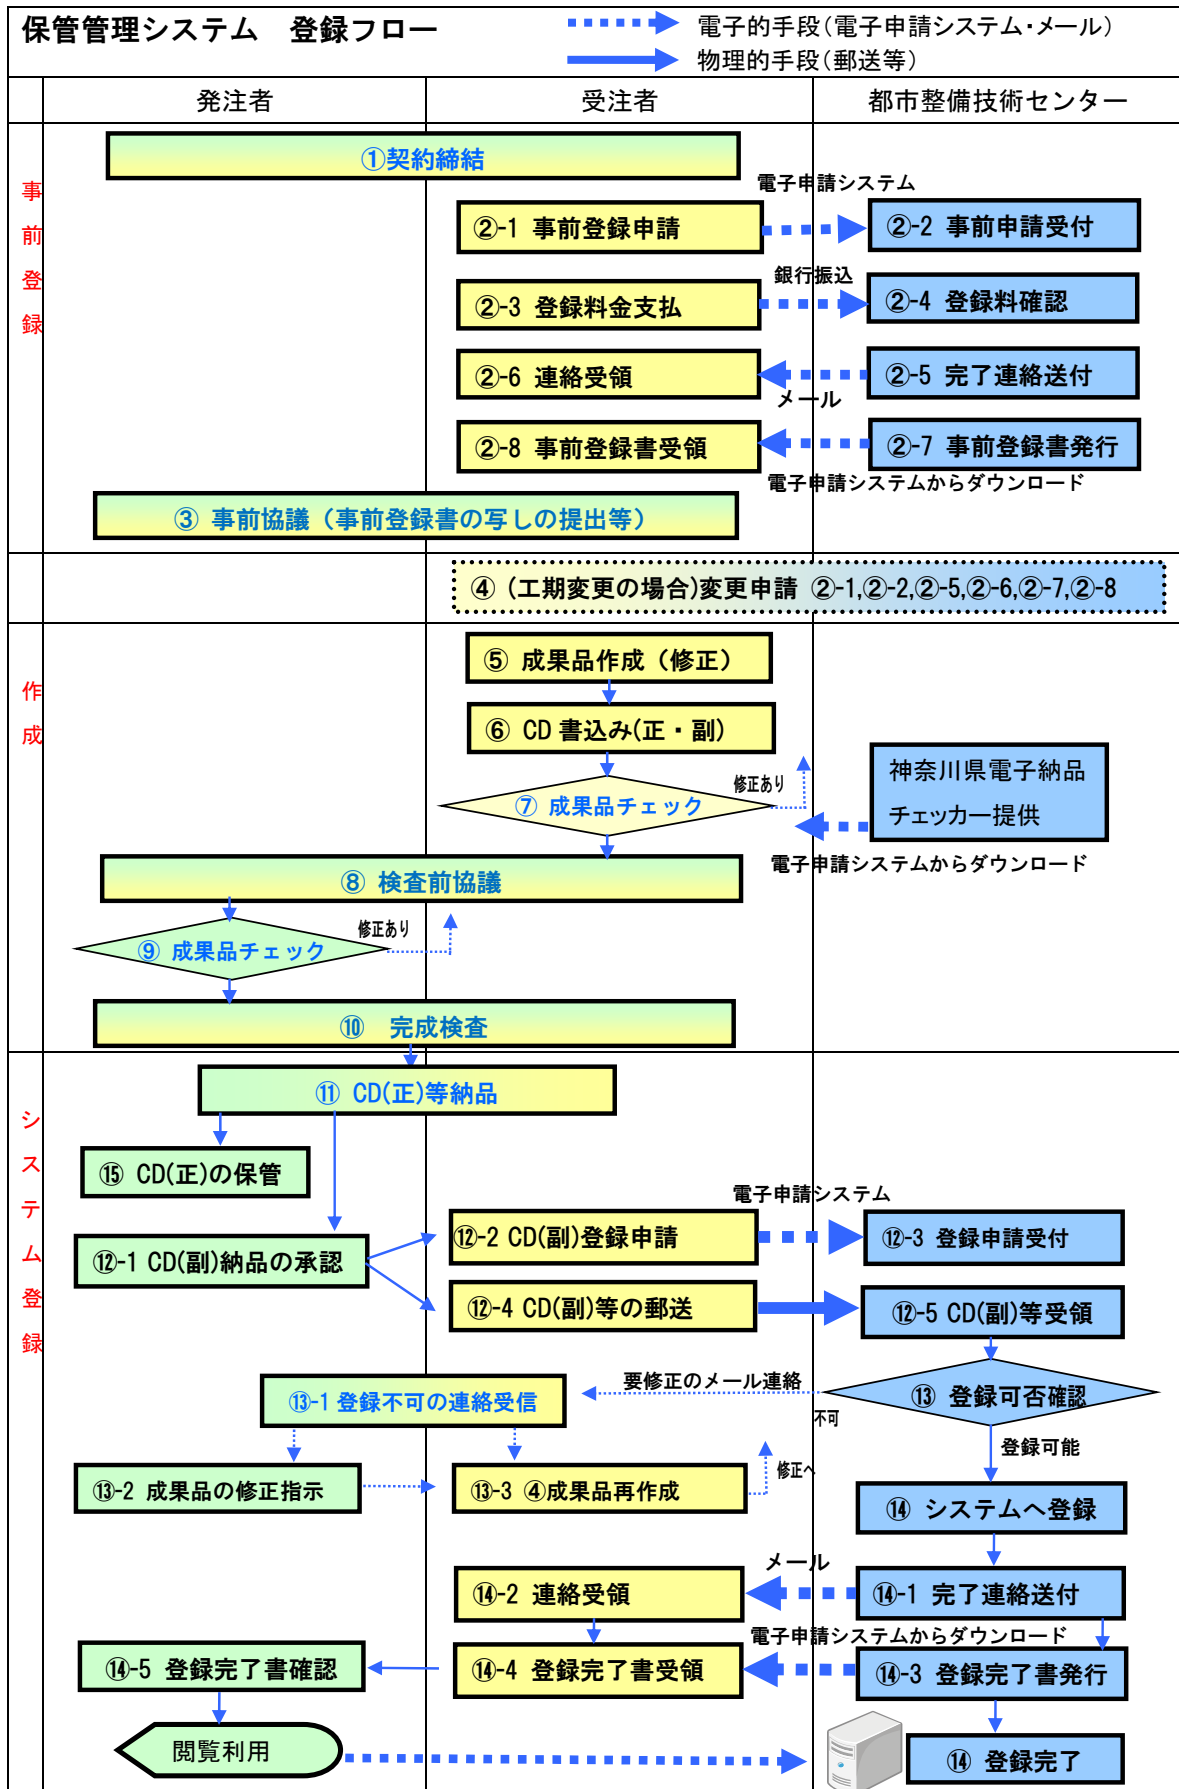 保管管理システム 登録フロー
電子的手段(電子申請システム・メール)
物理的手段(郵送等)
発注者
受注者
都市整備技術センター
事前登録
①契約締結
電子申請システム
②-1 事前登録申請
②-2 事前申請受付
銀行振込
②-3 登録料金支払
②-4 登録料確認
②-6 連絡受領
②-5 完了連絡送付
メール
②-8 事前登録書受領
②-7 事前登録書発行
電子申請システムからダウンロード
③ 事前協議（事前登録書の写しの提出等）
④ (工期変更の場合)変更申請 ②-1,②-2,②-5,②-6,②-7,②-8
作成
⑤ 成果品作成（修正）
⑥ CD 書込み(正・副)
⑦ 成果品チェック
修正あり
神奈川県電子納品
チェッカー提供
電子申請システムからダウンロード
⑧ 検査前協議
⑨ 成果品チェック
修正あり
⑩ 完成検査
システム登録
⑪ CD(正)等納品
⑮ CD(正)の保管
電子申請システム
⑫-1 CD(副)納品の承認
⑫-2 CD(副)登録申請
⑫-3 登録申請受付
⑫-4 CD(副)等の郵送
⑫-5 CD(副)等受領
要修正のメール連絡
⑬ 登録可否確認
不可
⑬-1 登録不可の連絡受信
登録可能
⑬-2 成果品の修正指示
⑬-3 ④成果品再作成
修正へ
⑭ システムへ登録
メール
⑭-2 連絡受領
⑭-1 完了連絡送付
電子申請システムからダウンロード
⑭-5 登録完了書確認
⑭-4 登録完了書受領
⑭-3 登録完了書発行
閲覧利用
⑭ 登録完了